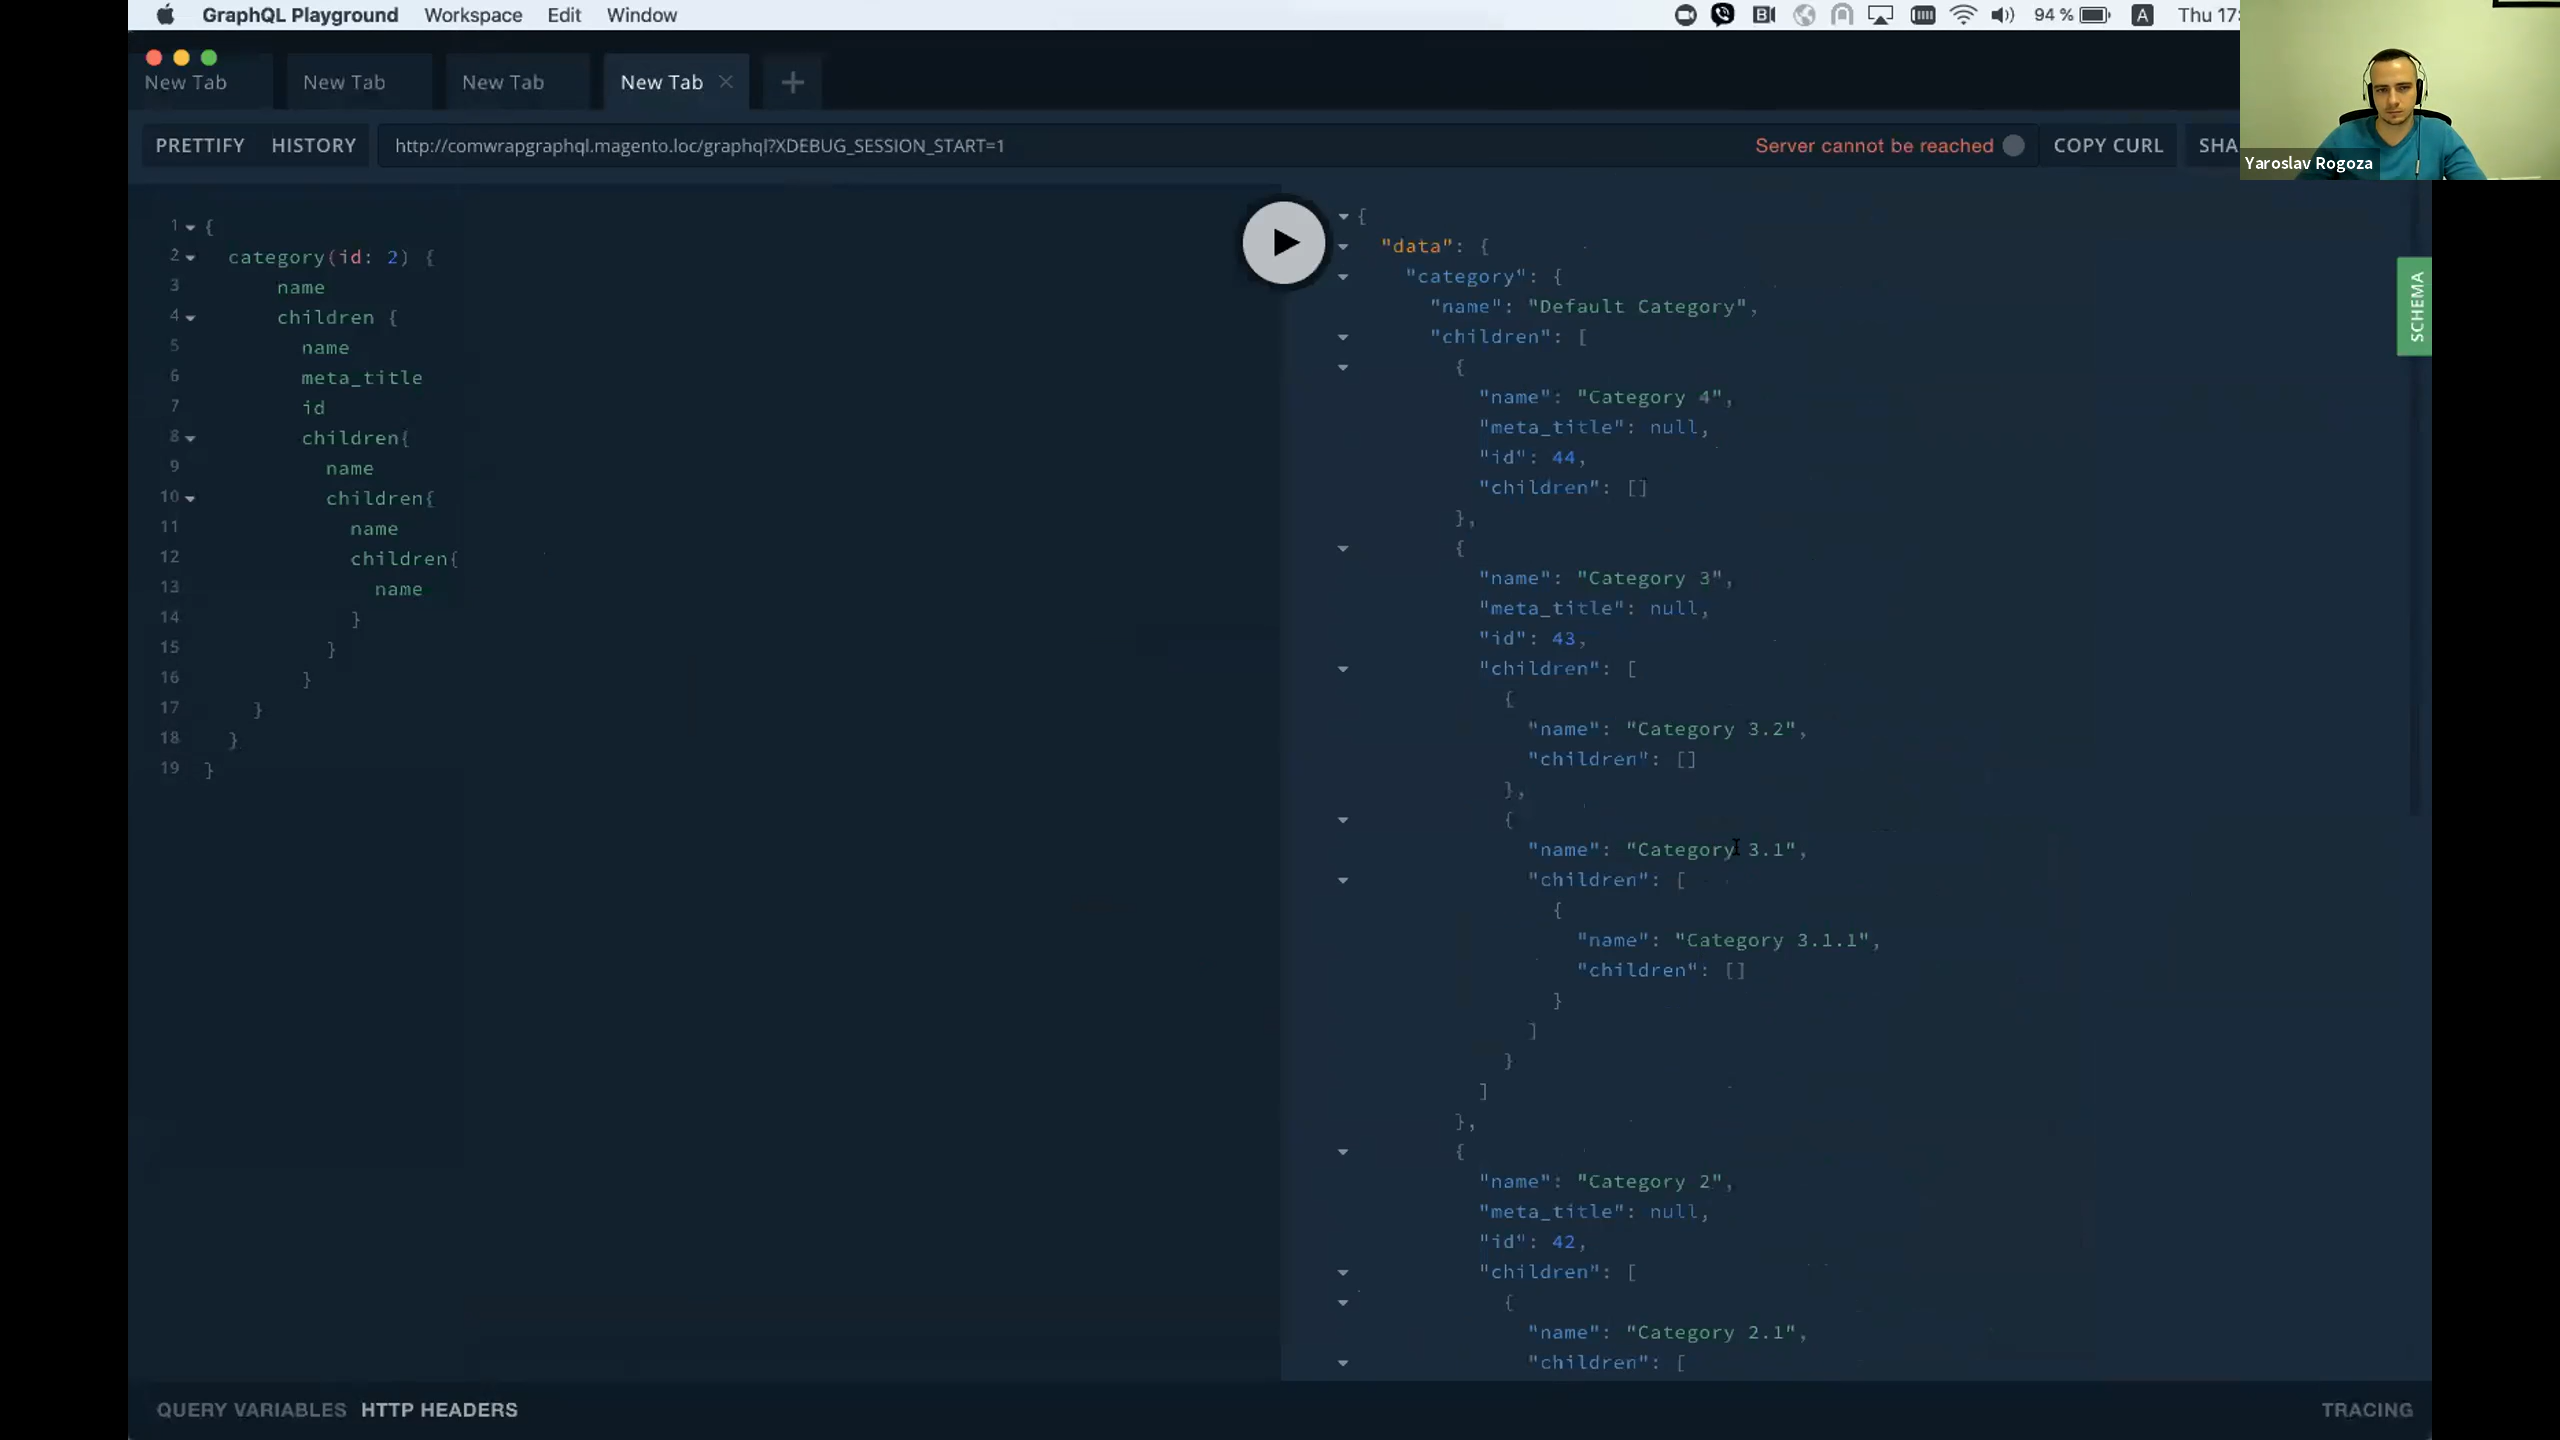 GraphQL Playground Workspace Edit Window 94 % A Thu 17:
New Tab New Tab New Tab New Tab
PRETTIFY HISTORY http://comwrapgraphql.magento.loc/graphql?XDEBUG_SESSION_START=1 Server cannot be reached COPY CURL SHA
Yaroslav Rogoza
1 {
2 category(id: 2) {
3 name
4 children {
5 name
6 meta_title
7 id
8 children{
9 name
10 children{
11 name
12 children{
13 name
14 }
15 }
16 }
17 }
18 }
19 }
{
"data": {
"category": {
"name": "Default Category",
"children": [
{
"name": "Category 4",
"meta_title": null,
"id": 44,
"children": []
},
{
"name": "Category 3",
"meta_title": null,
"id": 43,
"children": [
{
"name": "Category 3.2",
"children": []
},
{
"name": "Category 3.1",
"children": [
{
"name": "Category 3.1.1",
"children": []
}
]
}
]
},
{
"name": "Category 2",
"meta_title": null,
"id": 42,
"children": [
{
"name": "Category 2.1",
"children": [
SCHEMA
QUERY VARIABLES HTTP HEADERS TRACING